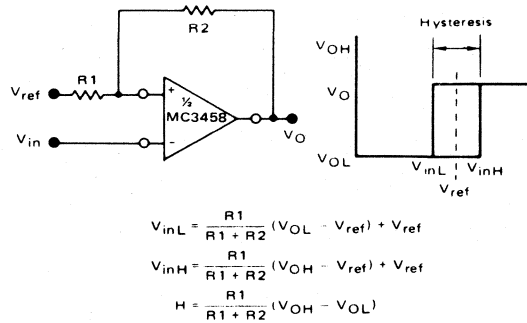 R2
Hysteresis
R1
VOH
Vref
+
½
MC3458
VO
VO
Vin
-
VOL
VinL
VinH
Vref
VinL = R1 / (R1 + R2) (VOL - Vref) + Vref
VinH = R1 / (R1 + R2) (VOH - Vref) + Vref
H = R1 / (R1 + R2) (VOH - VOL)